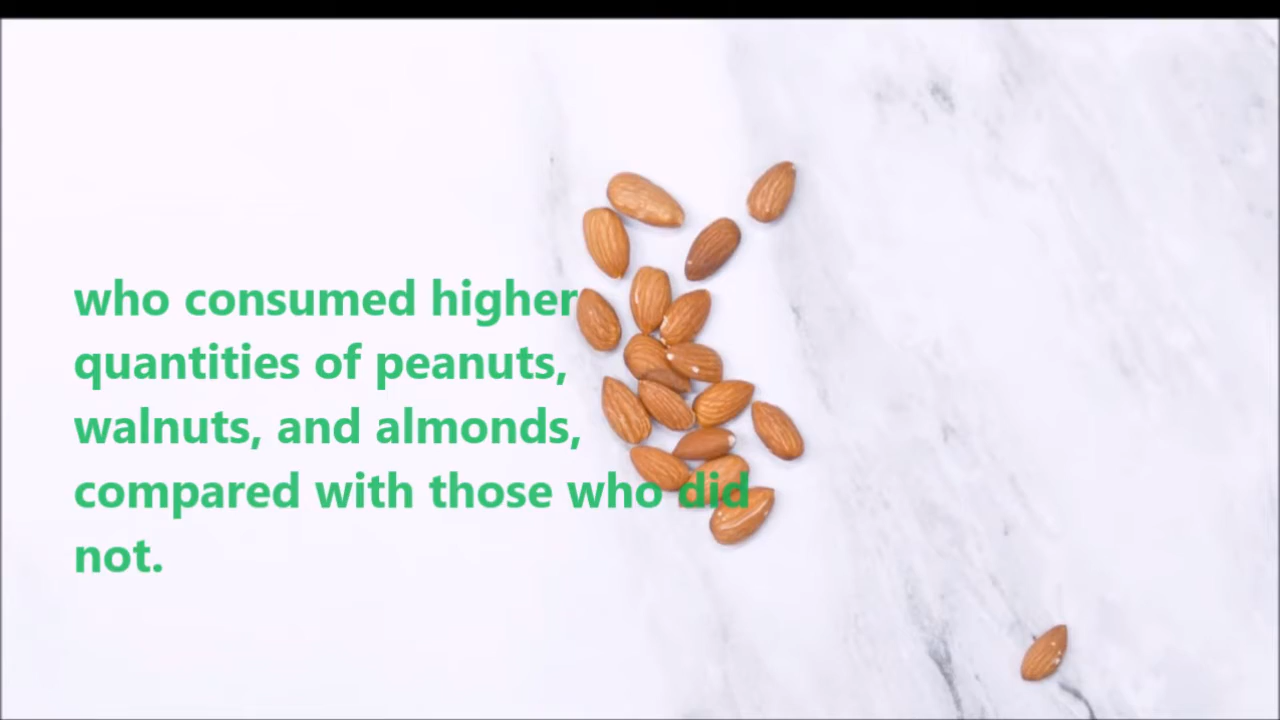 who consumed higher
quantities of peanuts,
walnuts, and almonds,
compared with those who did
not.